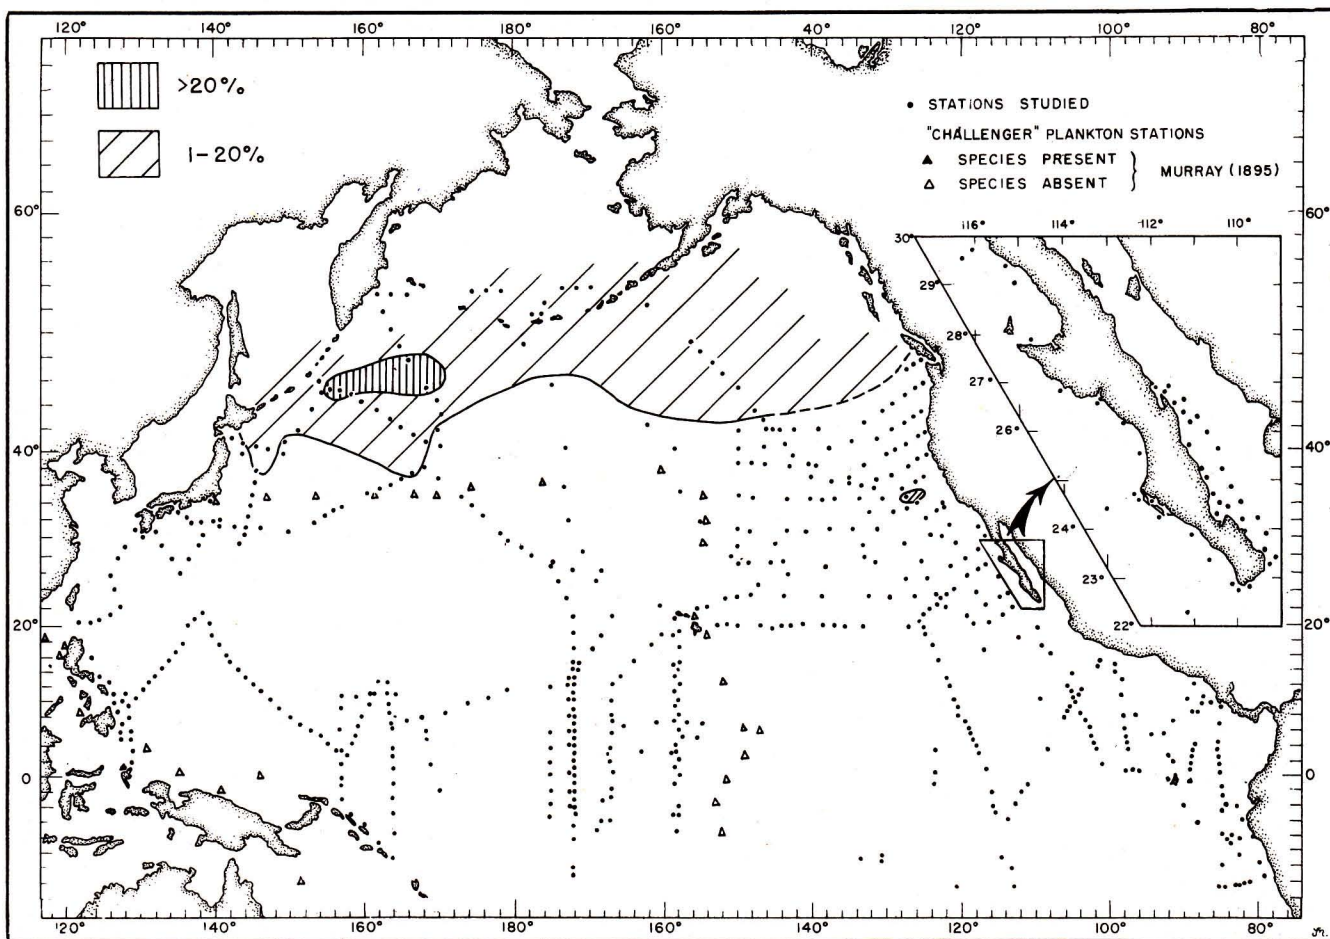 120° 140° 160° 180° 160° 140° 120° 100° 80°
>20%
1–20%
• STATIONS STUDIED
"CHALLENGER" PLANKTON STATIONS
▲ SPECIES PRESENT
△ SPECIES ABSENT
MURRAY (1895)
60° 60°
116° 114° 112° 110°
30°
29°
28°
27°
26°
24°
23°
22°
40° 40°
20° 20°
0 0
120° 140° 160° 180° 160° 140° 120° 100° 80°